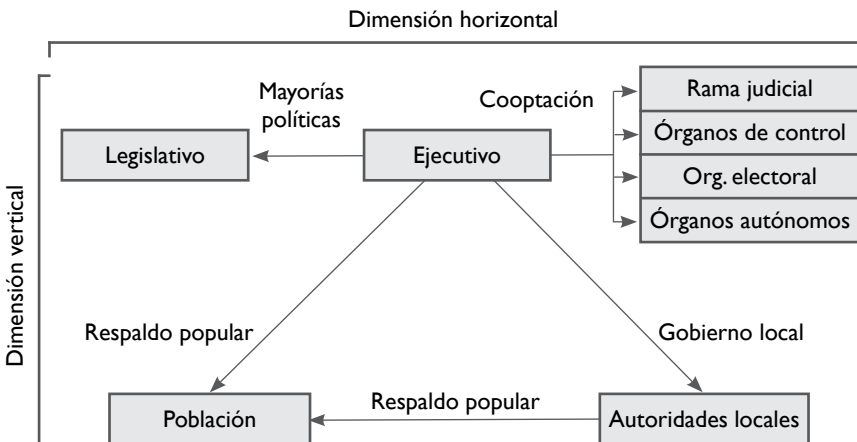 Dimensión horizontal
Dimensión vertical
Mayorías
políticas
Cooptación
Legislativo
Ejecutivo
Rama judicial
Órganos de control
Org. electoral
Órganos autónomos
Respaldo popular
Gobierno local
Población
Respaldo popular
Autoridades locales